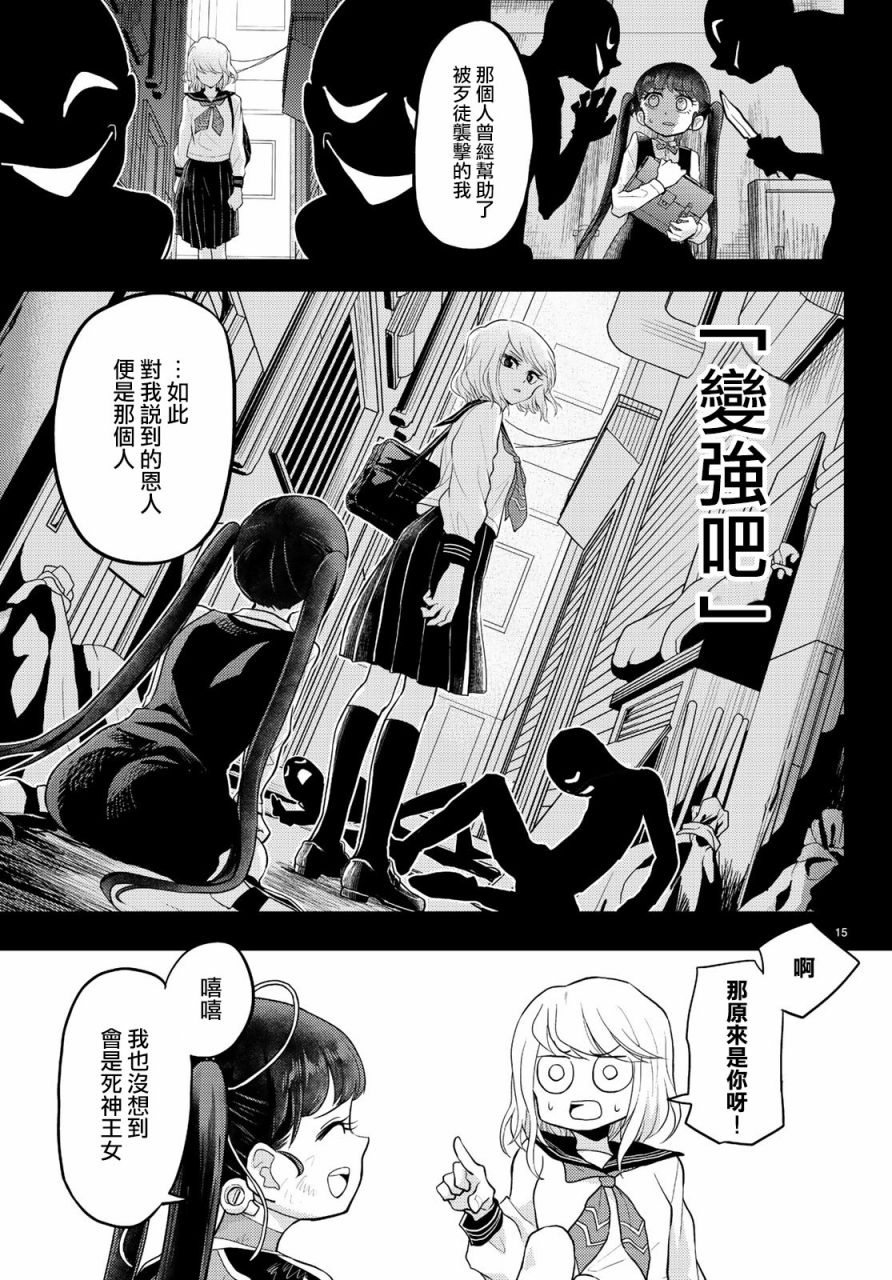 那個人曾經幫助了
被歹徒襲擊的我
「變強吧」
…如此
對我説到的恩人
便是那個人
15
啊
那原來是你呀！
嘻嘻
我也沒想到
會是死神王女